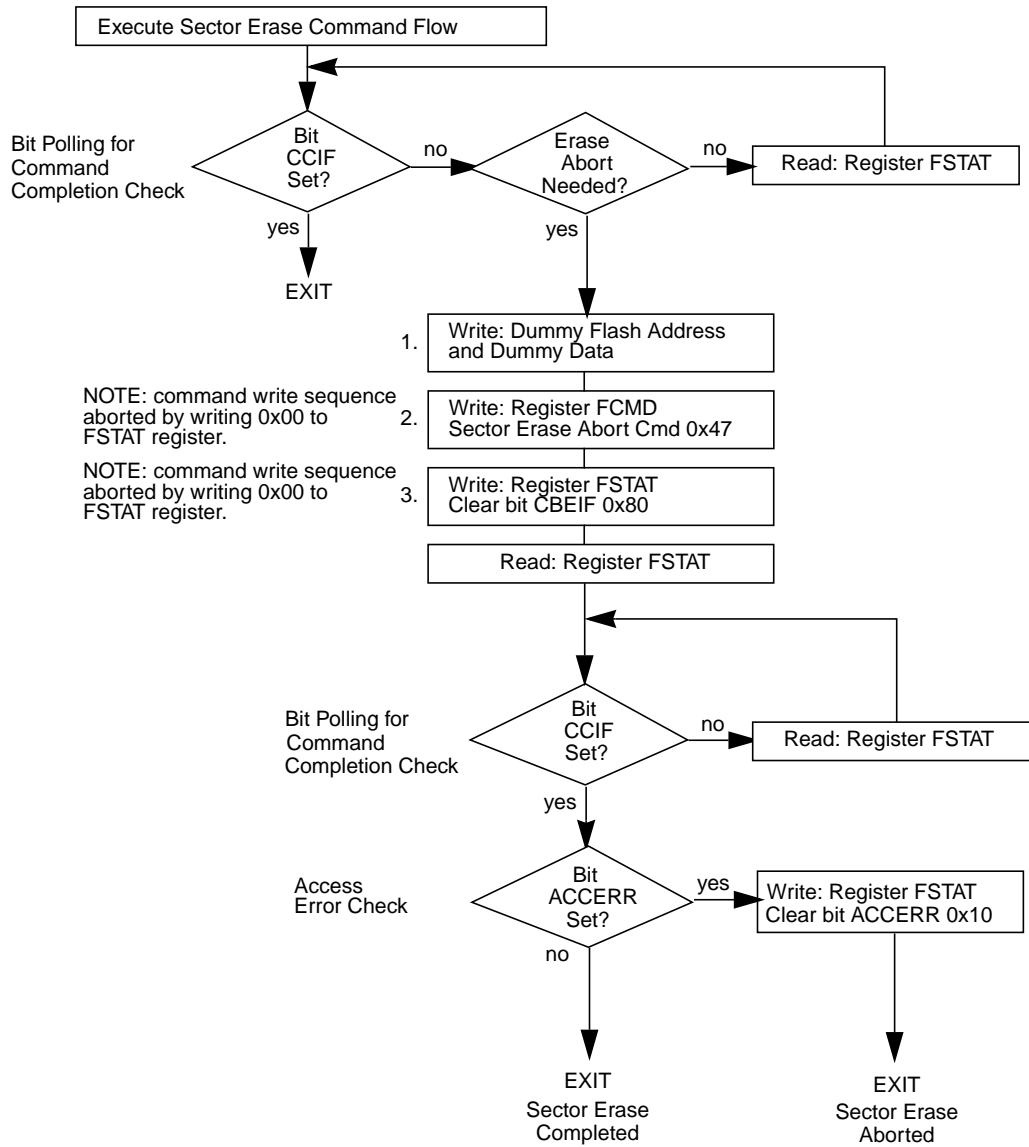 Execute Sector Erase Command Flow
Bit Polling for
Command
Completion Check
Bit
CCIF
Set?
no
Erase
Abort
Needed?
no
Read: Register FSTAT
yes
EXIT
yes
1.
Write: Dummy Flash Address
and Dummy Data
NOTE: command write sequence
aborted by writing 0x00 to
FSTAT register.
2.
Write: Register FCMD
Sector Erase Abort Cmd 0x47
NOTE: command write sequence
aborted by writing 0x00 to
FSTAT register.
3.
Write: Register FSTAT
Clear bit CBEIF 0x80
Read: Register FSTAT
Bit Polling for
Command
Completion Check
Bit
CCIF
Set?
no
Read: Register FSTAT
yes
Access
Error Check
Bit
ACCERR
Set?
yes
Write: Register FSTAT
Clear bit ACCERR 0x10
no
EXIT
Sector Erase
Completed
EXIT
Sector Erase
Aborted